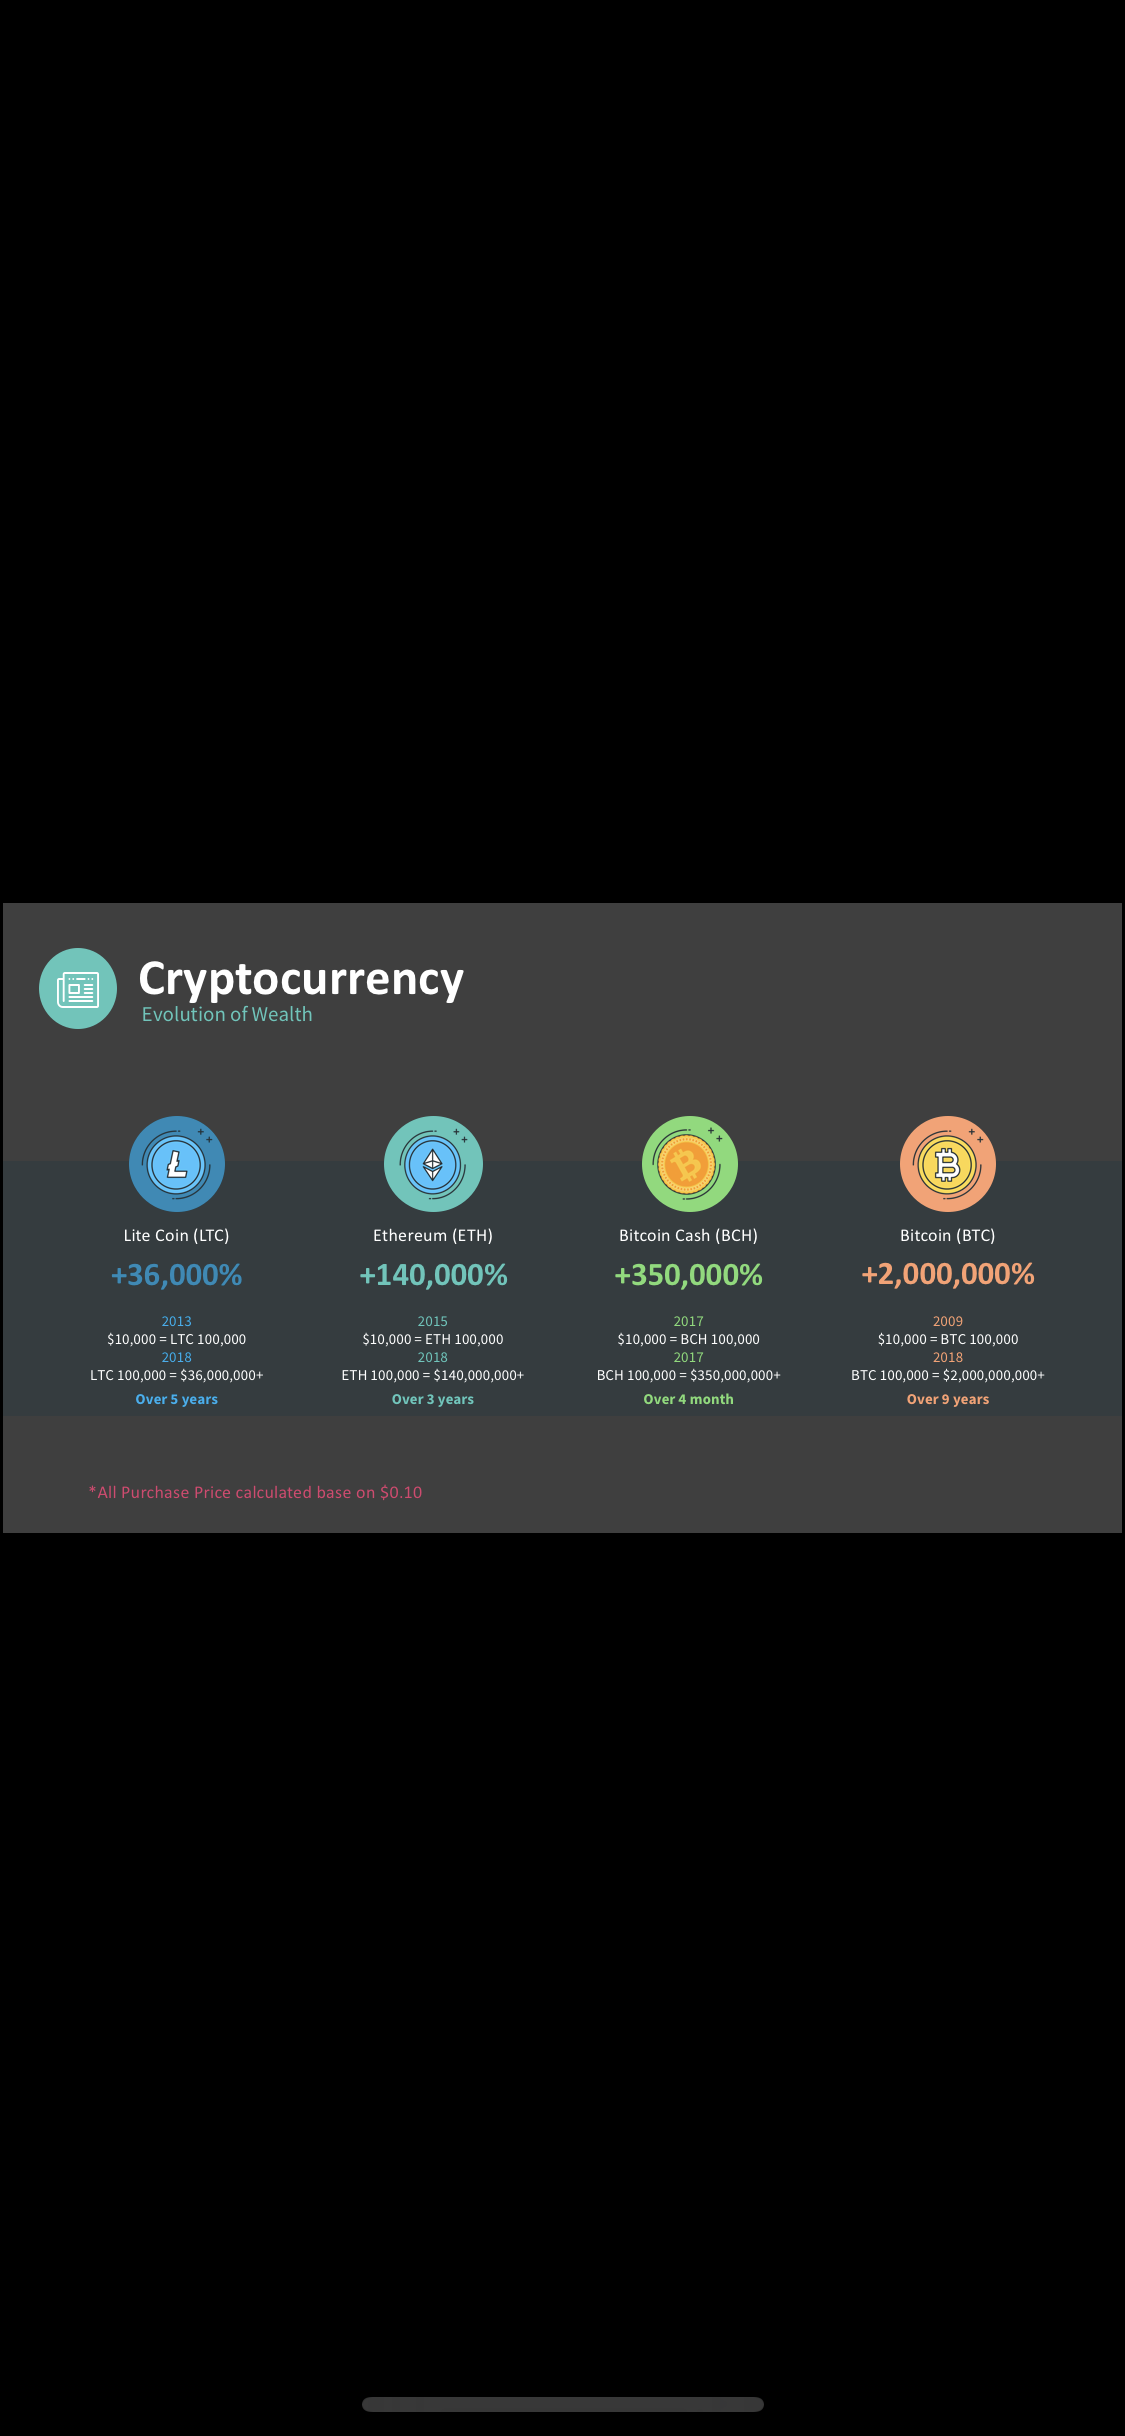 Cryptocurrency
Evolution of Wealth
Lite Coin (LTC)
+36,000%
2013
$10,000 = LTC 100,000
2018
LTC 100,000 = $36,000,000+
Over 5 years
Ethereum (ETH)
+140,000%
2015
$10,000 = ETH 100,000
2018
ETH 100,000 = $140,000,000+
Over 3 years
Bitcoin Cash (BCH)
+350,000%
2017
$10,000 = BCH 100,000
2017
BCH 100,000 = $350,000,000+
Over 4 month
Bitcoin (BTC)
+2,000,000%
2009
$10,000 = BTC 100,000
2018
BTC 100,000 = $2,000,000,000+
Over 9 years
*All Purchase Price calculated base on $0.10